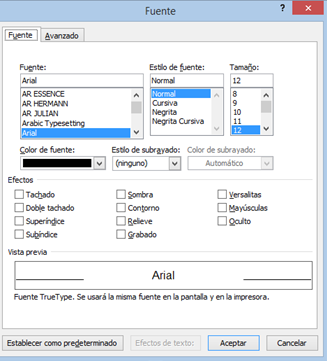 Fuente
Fuente Avanzado
Fuente: Estilo de fuente: Tamaño:
Arial Normal 12
AR ESSENCE Normal 8
AR HERMANN Cursiva 9
AR JULIAN Negrita 10
Arabic Typesetting Negrita Cursiva 11
Arial 12
Color de fuente: Estilo de subrayado: Color de subrayado:
(ninguno) Automático
Efectos
Tachado Sombra Versalitas
Doble tachado Contorno Mayúsculas
Superíndice Relieve Oculto
Subíndice Grabado
Vista previa
Arial
Fuente TrueType. Se usará la misma fuente en la pantalla y en la impresora.
Establecer como predeterminado Efectos de texto: Aceptar Cancelar